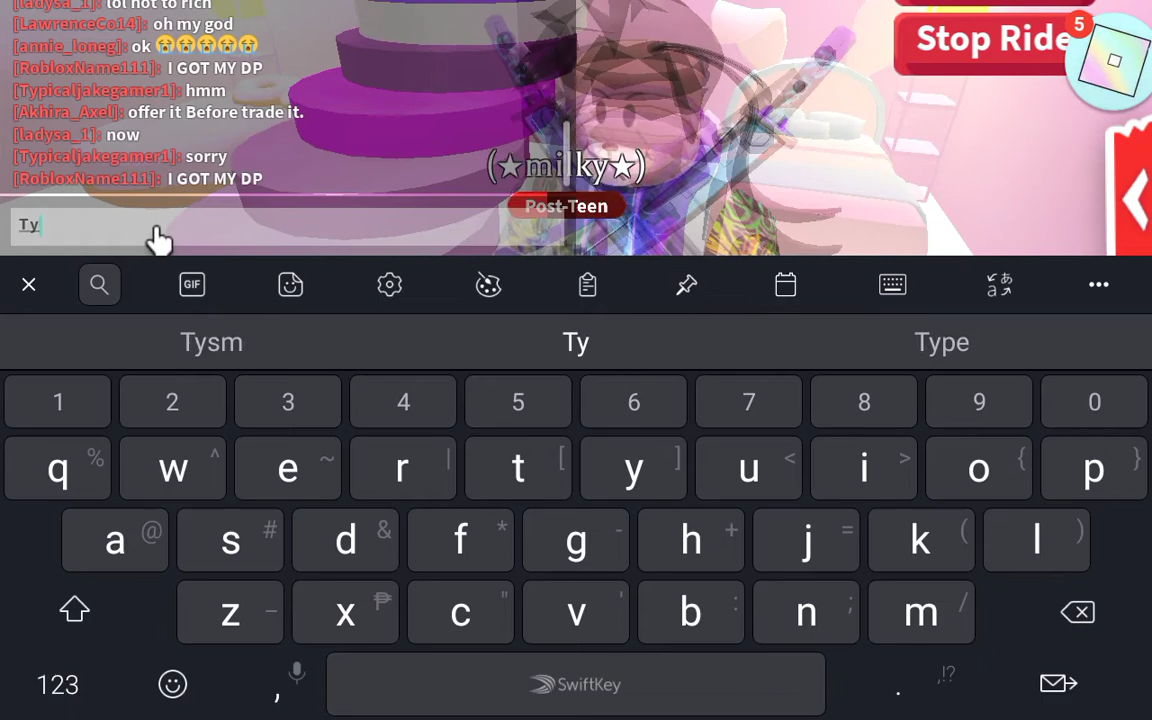 [ladysa_1]: lol not to rich
[LawrenceCo14]: oh my god
[annie_loneg]: ok 😭😭😭😭😭
[RobloxName111]: I GOT MY DP
[Typicaljakegamer1]: hmm
[Akhira_Axel]: offer it Before trade it.
[ladysa_1]: now
[Typicaljakegamer1]: sorry
[RobloxName111]: I GOT MY DP
Stop Ride
5
(★milky★)
Post-Teen
Ty
GIF
あ
a
Tysm Ty Type
1 2 3 4 5 6 7 8 9 0
q % w ^ e ~ r | t [ y ] u < i > o { p }
a @ s # d & f * g - h + j = k ( l )
z _ x ₱ c " v ' b : n ; m /
123 , SwiftKey . ,!?